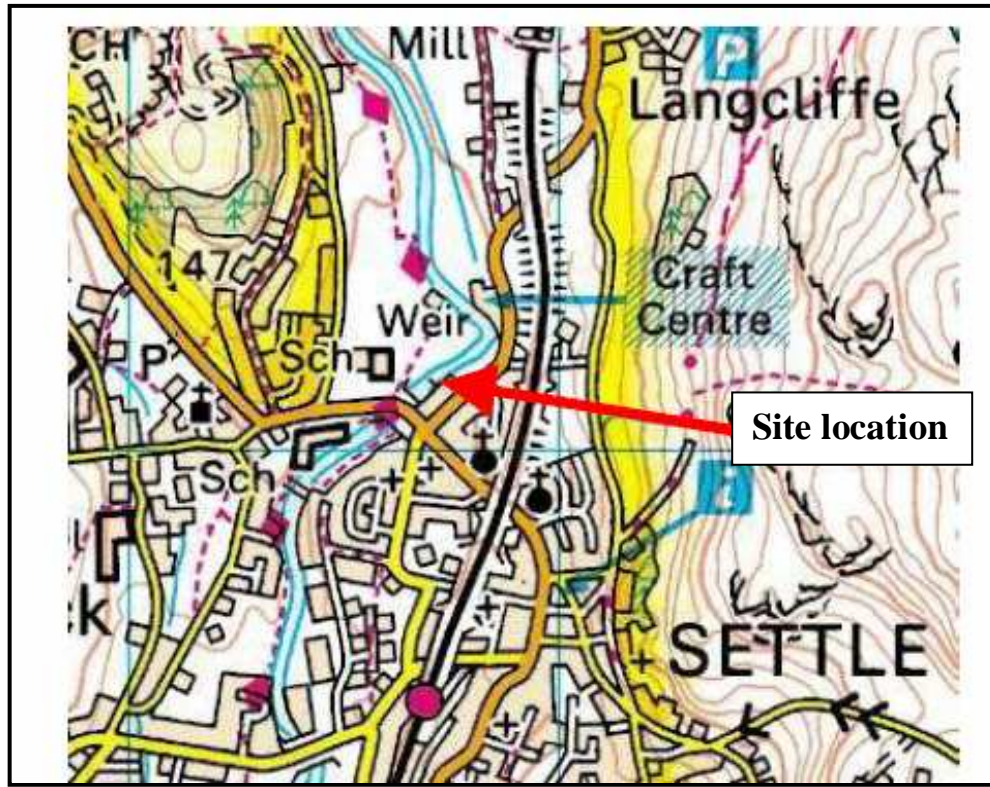 CH
Mill
P
Langcliffe
147
Craft
Centre
Weir
Sch
P
Site location
Sch
i
k
SETTLE